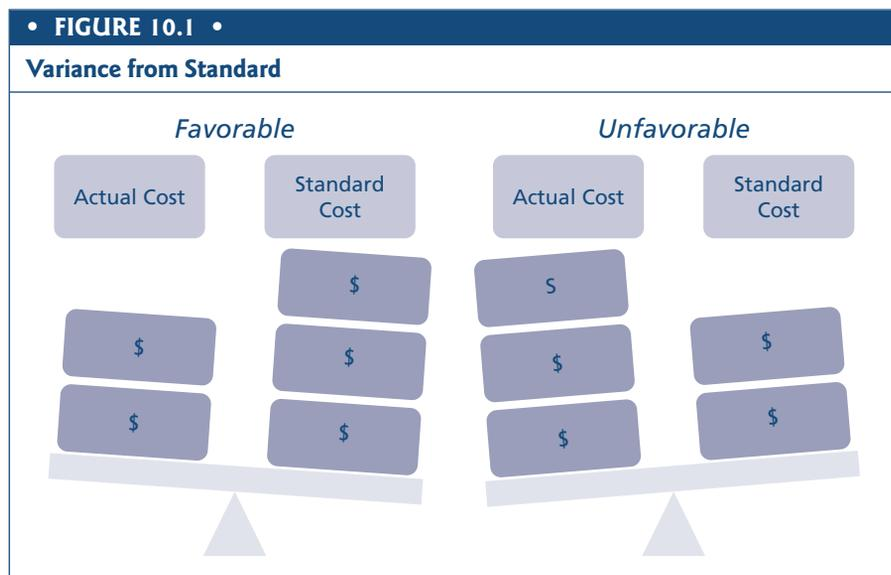 • FIGURE 10.1 •
Variance from Standard
Favorable
Actual Cost
Standard
Cost
$
$
$
$
$
Unfavorable
Actual Cost
Standard
Cost
S
$
$
$
$